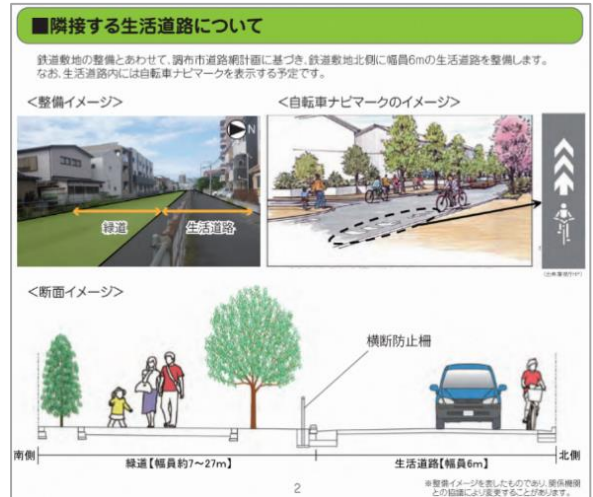 ■隣接する生活道路について
鉄道敷地の整備とあわせて、調布市道路網計画に基づき、鉄道敷地北側に幅員6mの生活道路を整備します。
なお、生活道路内には自転車ナビマークを表示する予定です。
<整備イメージ>
<自転車ナビマークのイメージ>
N
緑道
生活道路
<断面イメージ>
横断防止柵
南側
緑道【幅員約7～27m】
生活道路【幅員6m】
北側
2
※整備イメージを表したものであり、関係機関
との協議により変更することがあります。